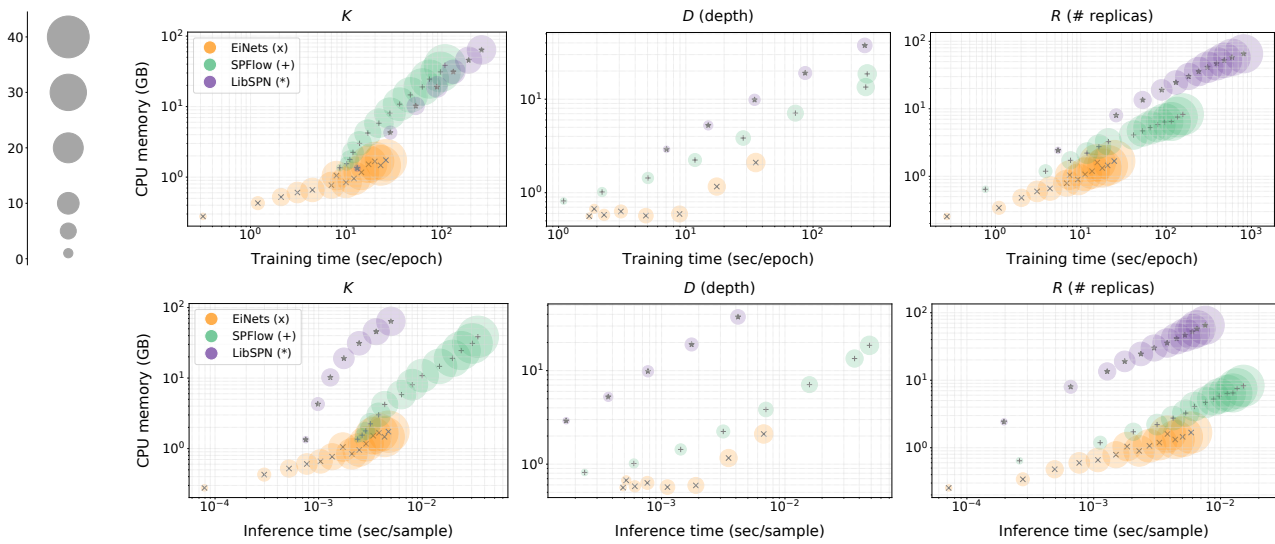 40
30
20
10
0
K
D (depth)
R (# replicas)
EiNets (x)
SPFlow (+)
LibSPN (*)
CPU memory (GB)
10²
10¹
10⁰
10⁰
10¹
10²
Training time (sec/epoch)
10¹
10⁰
10⁰
10¹
10²
Training time (sec/epoch)
10²
10¹
10⁰
10⁰
10¹
10²
10³
Training time (sec/epoch)
K
D (depth)
R (# replicas)
EiNets (x)
SPFlow (+)
LibSPN (*)
CPU memory (GB)
10²
10¹
10⁰
10⁻⁴
10⁻³
10⁻²
Inference time (sec/sample)
10¹
10⁰
10⁻³
10⁻²
Inference time (sec/sample)
10²
10¹
10⁰
10⁻⁴
10⁻³
10⁻²
Inference time (sec/sample)